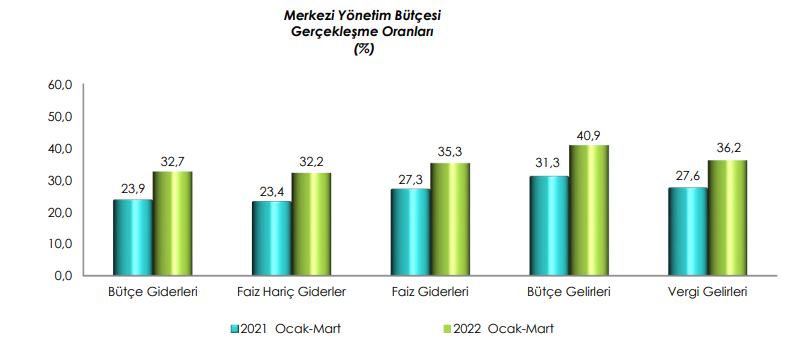 Merkezi Yönetim Bütçesi
Gerçekleşme Oranları
(%)
60,0
50,0
40,0
30,0
20,0
10,0
0,0
23,9
32,7
23,4
32,2
27,3
35,3
31,3
40,9
27,6
36,2
Bütçe Giderleri
Faiz Hariç Giderler
Faiz Giderleri
Bütçe Gelirleri
Vergi Gelirleri
2021 Ocak-Mart
2022 Ocak-Mart